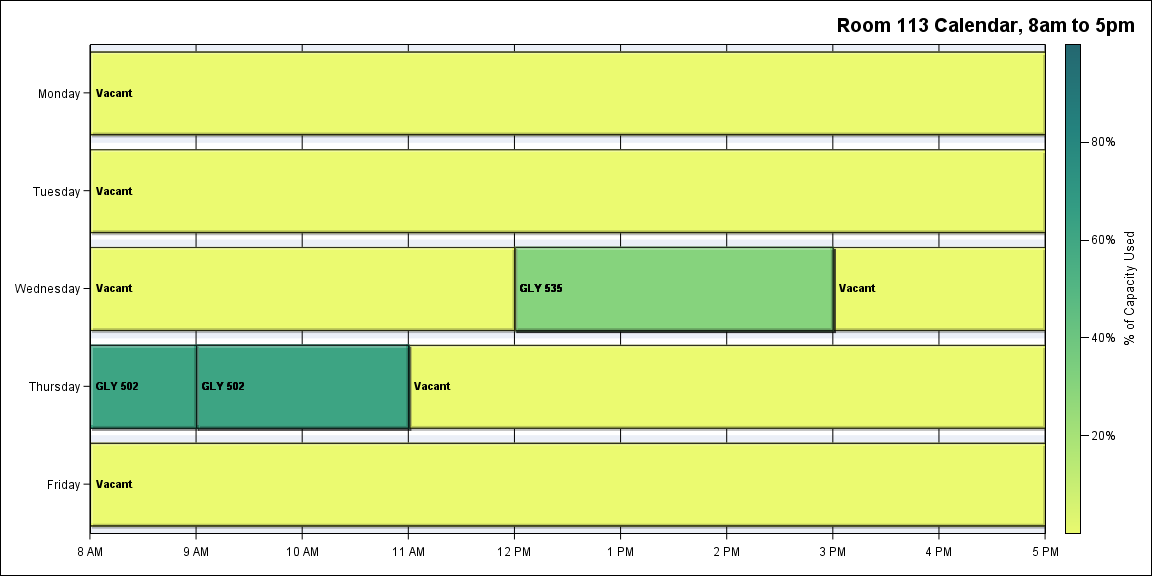 Room 113 Calendar, 8am to 5pm
Monday
Vacant
Tuesday
Vacant
Wednesday
Vacant
GLY 535
Vacant
Thursday
GLY 502
GLY 502
Vacant
Friday
Vacant
8 AM
9 AM
10 AM
11 AM
12 PM
1 PM
2 PM
3 PM
4 PM
5 PM
80%
60%
40%
20%
% of Capacity Used